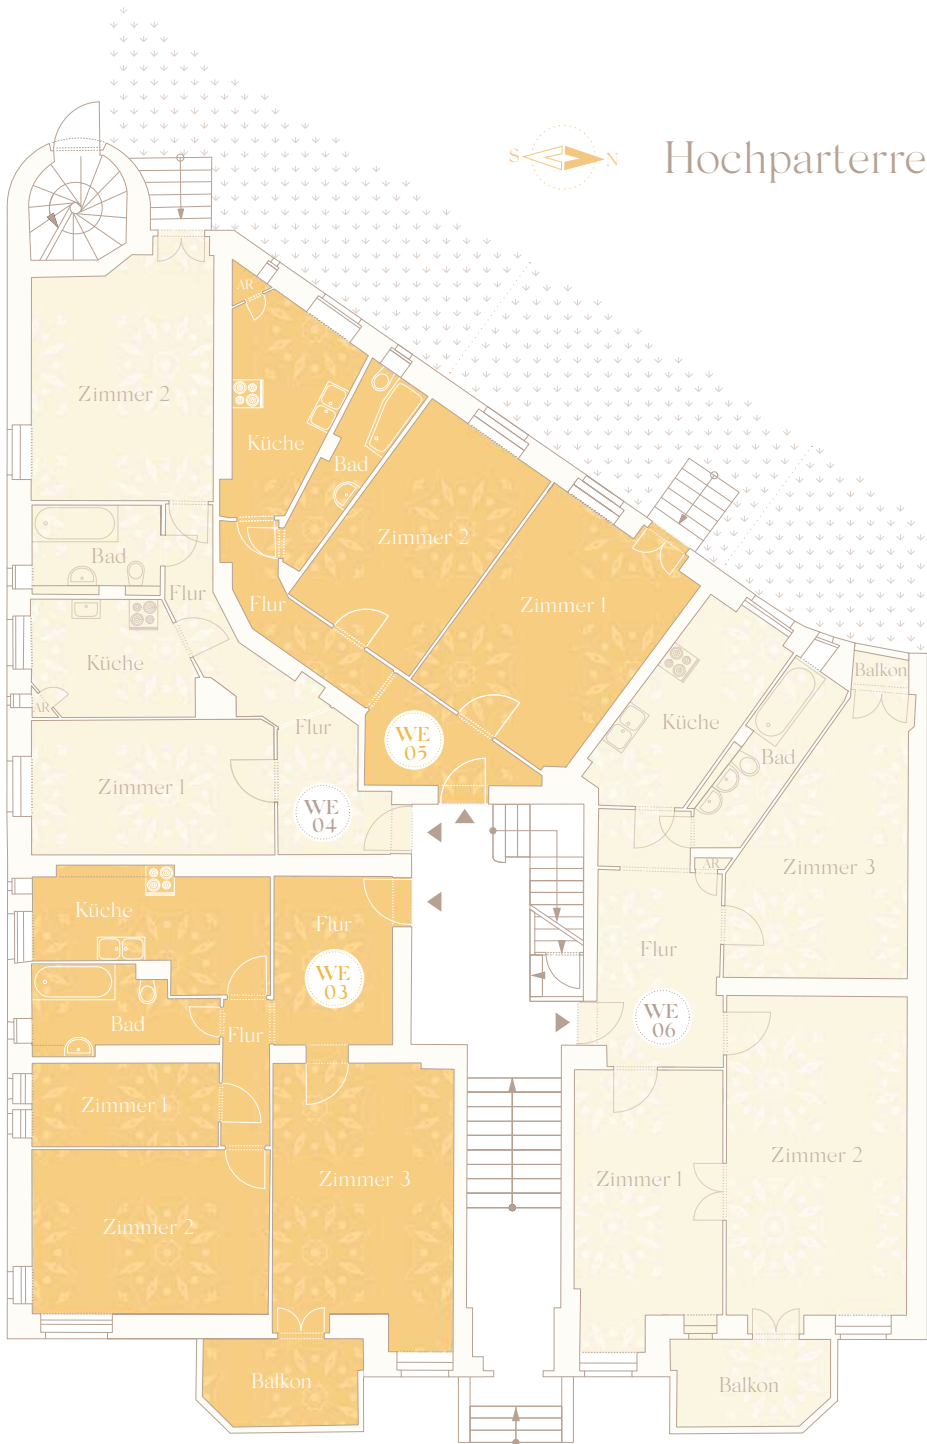 S N
Hochparterre
AR
Zimmer 2
Küche
Bad
Zimmer 2
Bad
Flur
Flur
Zimmer 1
Küche
AR
Balkon
Küche
Flur
WE
05
Bad
Zimmer 1
WE
04
Zimmer 3
AR
Küche
Flur
WE
03
Flur
WE
06
Bad
Flur
Zimmer 1
Zimmer 2
Zimmer 3
Zimmer 1
Zimmer 2
Balkon
Balkon